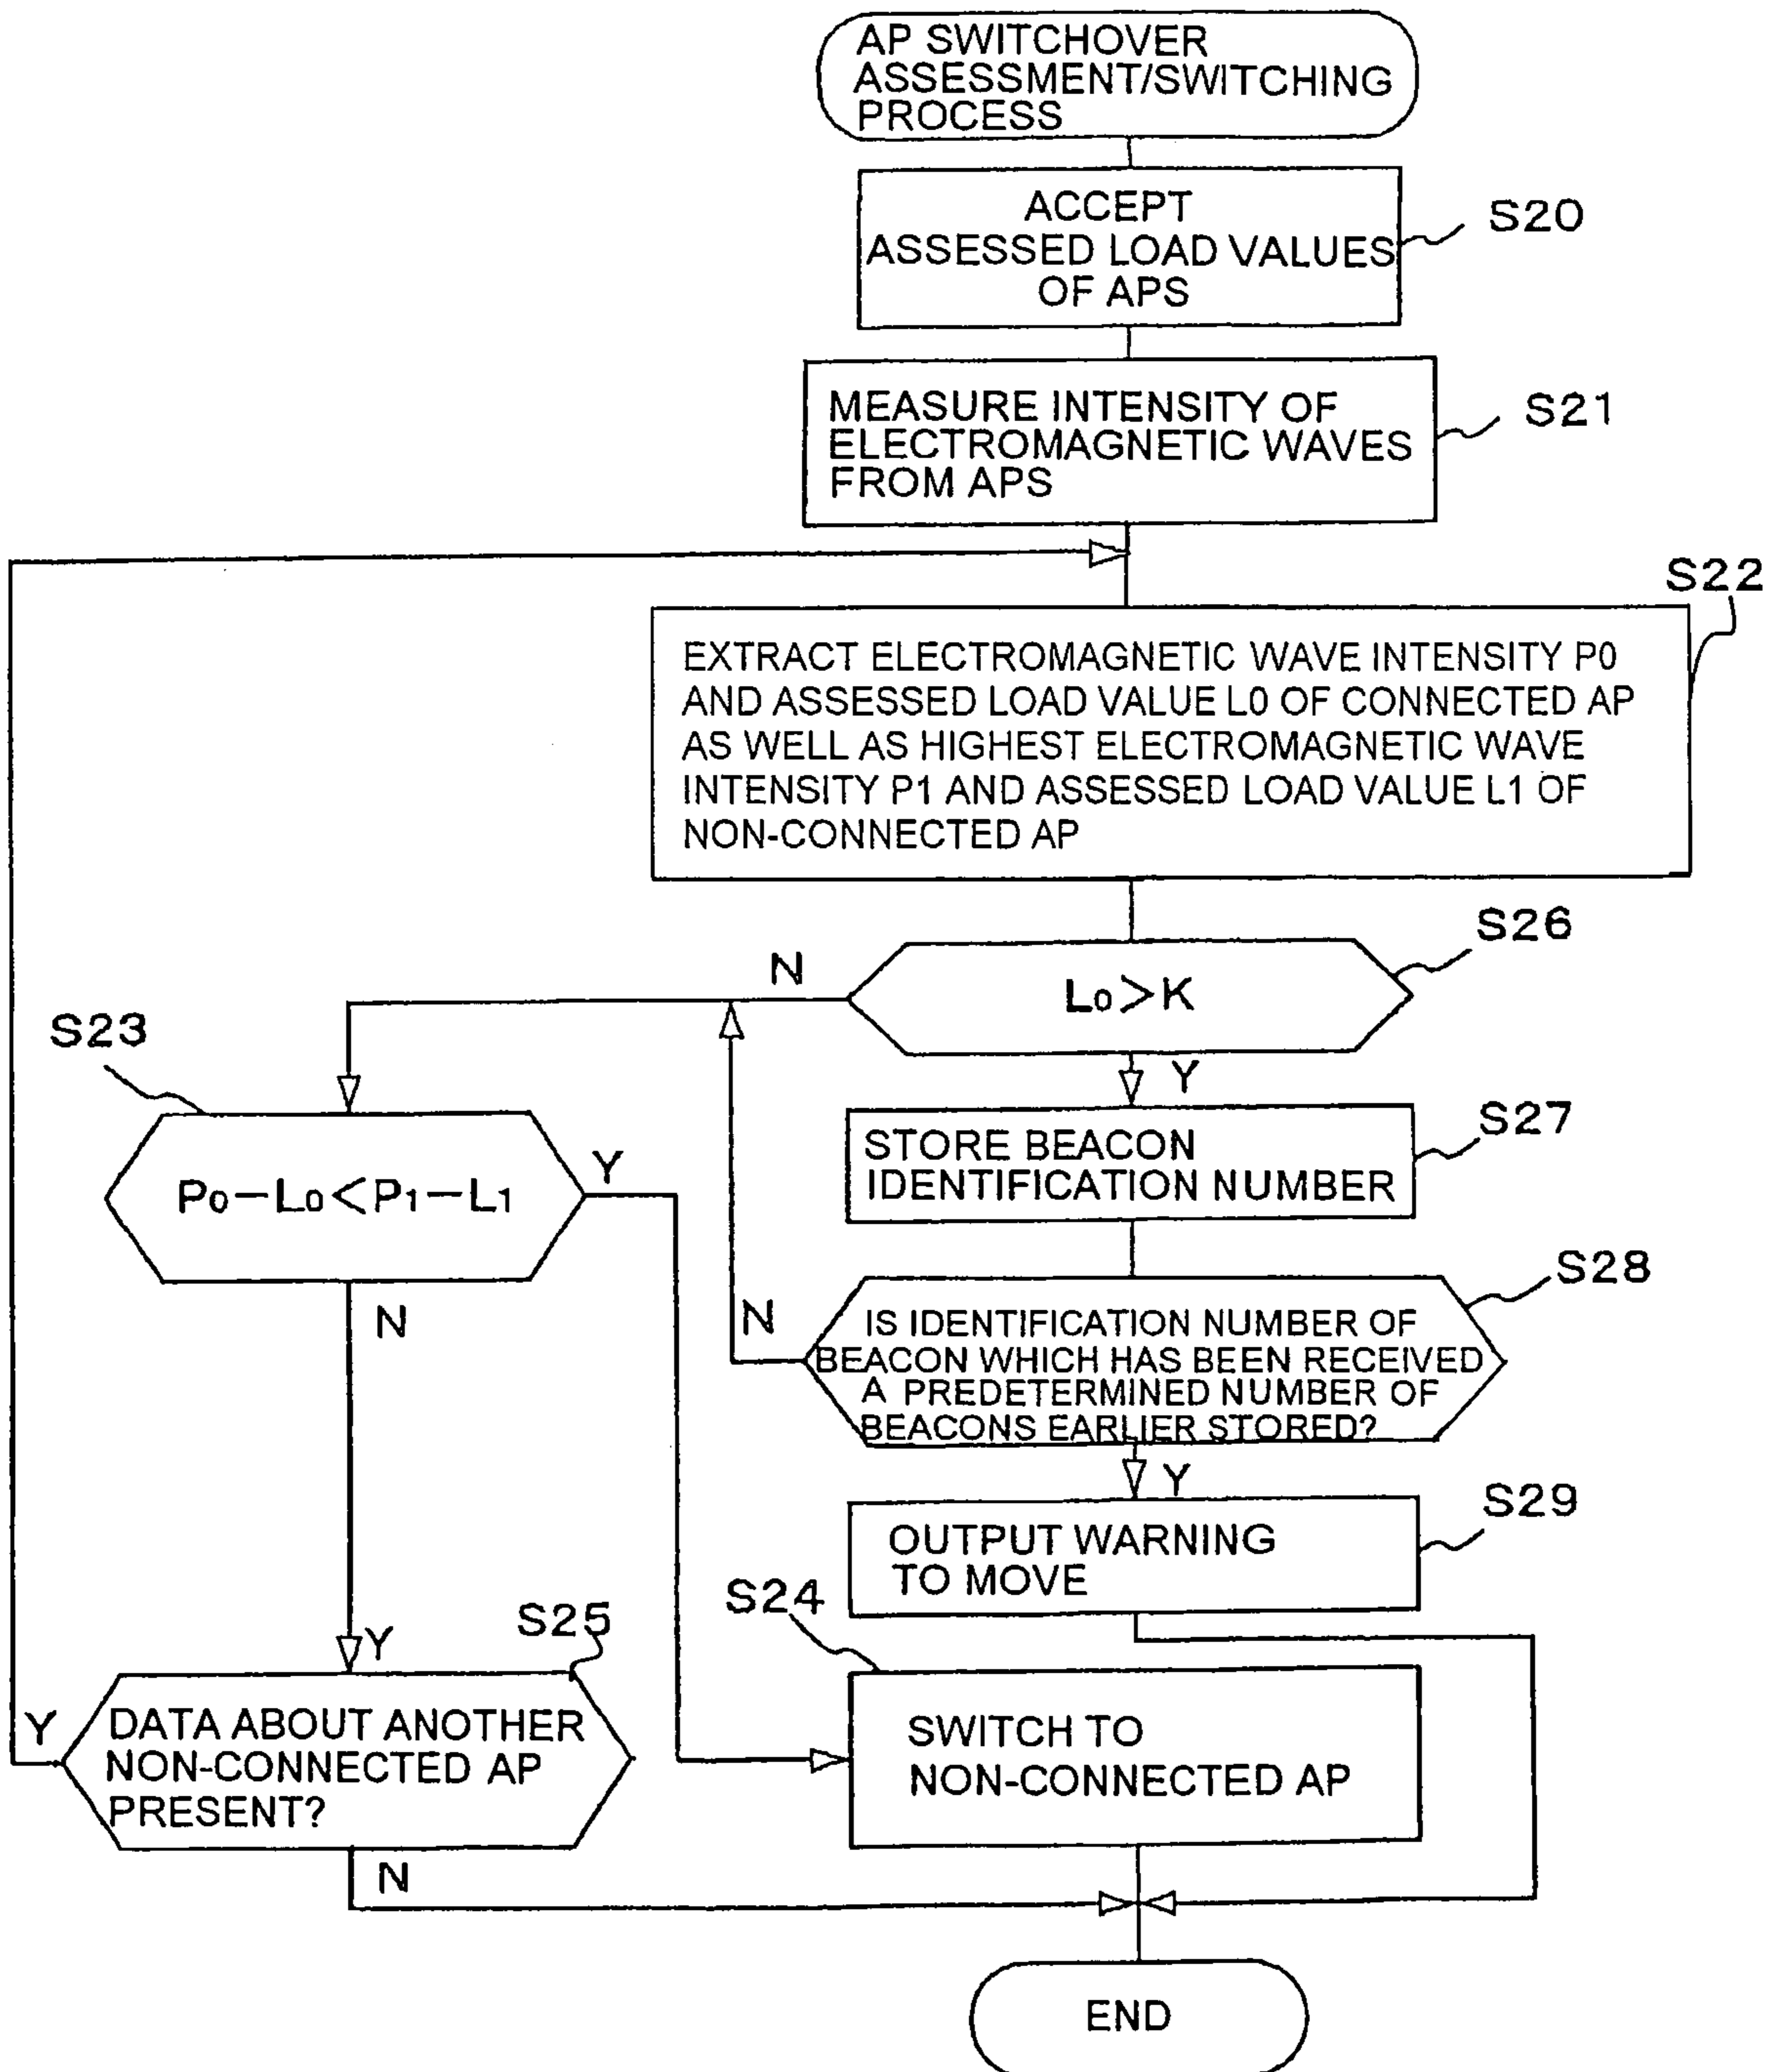 AP SWITCHOVER
ASSESSMENT/SWITCHING
PROCESS
ACCEPT
ASSESSED LOAD VALUES
OF APS
S20
MEASURE INTENSITY OF
ELECTROMAGNETIC WAVES
FROM APS
S21
S22
EXTRACT ELECTROMAGNETIC WAVE INTENSITY P0
AND ASSESSED LOAD VALUE L0 OF CONNECTED AP
AS WELL AS HIGHEST ELECTROMAGNETIC WAVE
INTENSITY P1 AND ASSESSED LOAD VALUE L1 OF
NON-CONNECTED AP
S26
N
L0>K
Y
S23
P0-L0<P1-L1
Y
N
S27
STORE BEACON
IDENTIFICATION NUMBER
S28
N
IS IDENTIFICATION NUMBER OF
BEACON WHICH HAS BEEN RECEIVED
A PREDETERMINED NUMBER OF
BEACONS EARLIER STORED?
Y
S29
OUTPUT WARNING
TO MOVE
S24
SWITCH TO
NON-CONNECTED AP
S25
Y
Y
DATA ABOUT ANOTHER
NON-CONNECTED AP
PRESENT?
N
END